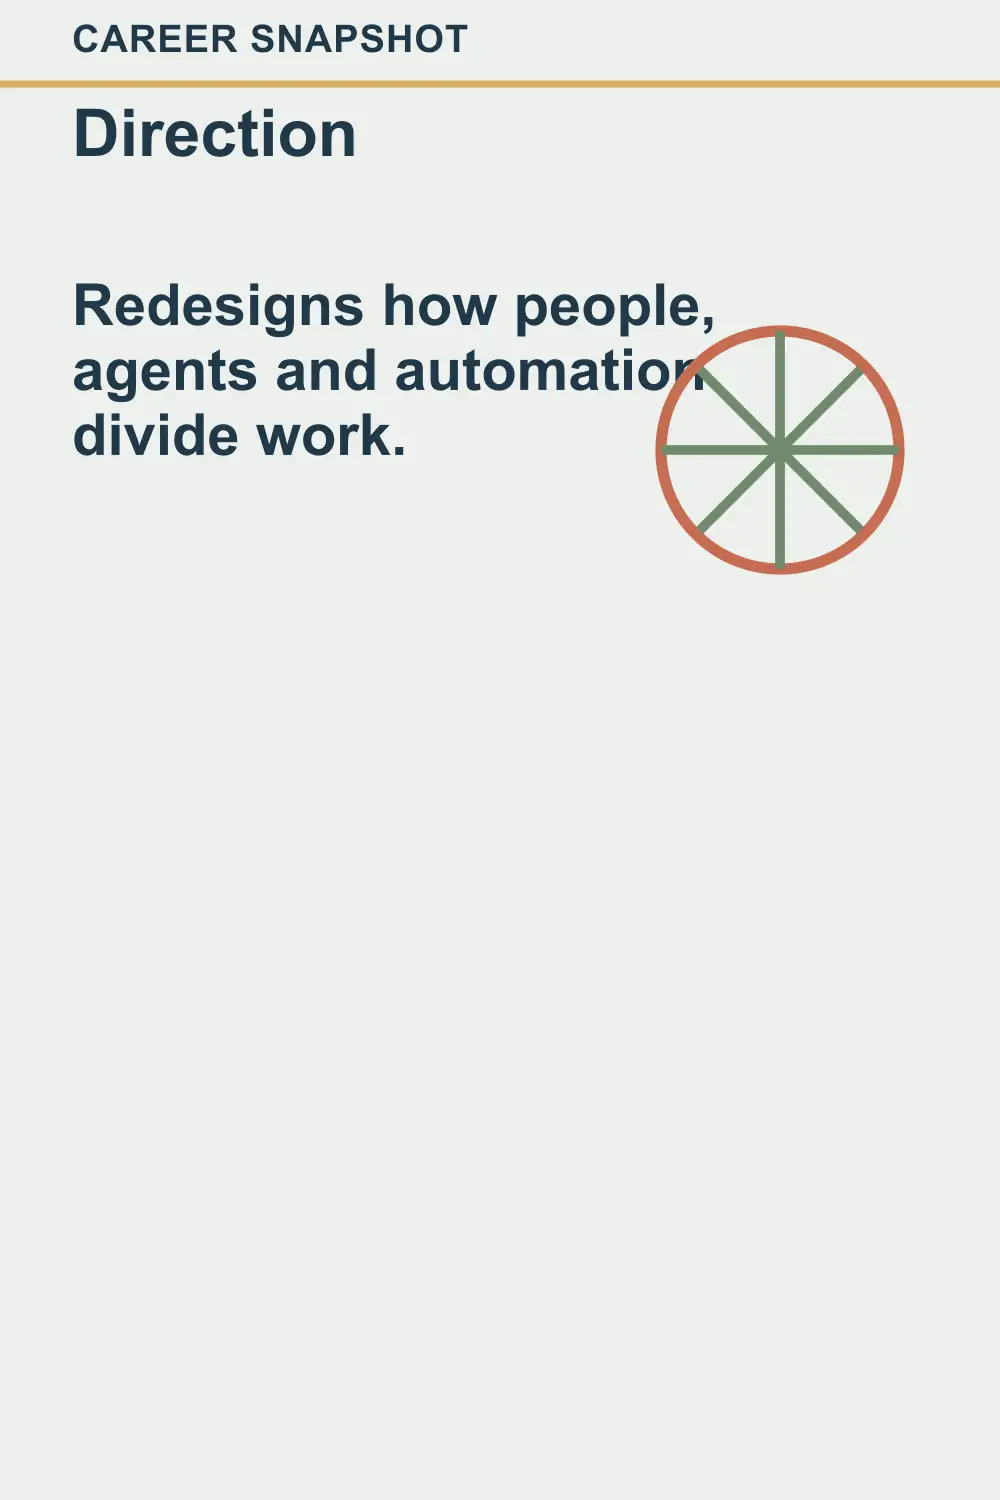 CAREER SNAPSHOT
Direction
Redesigns how people,
agents and automation
divide work.